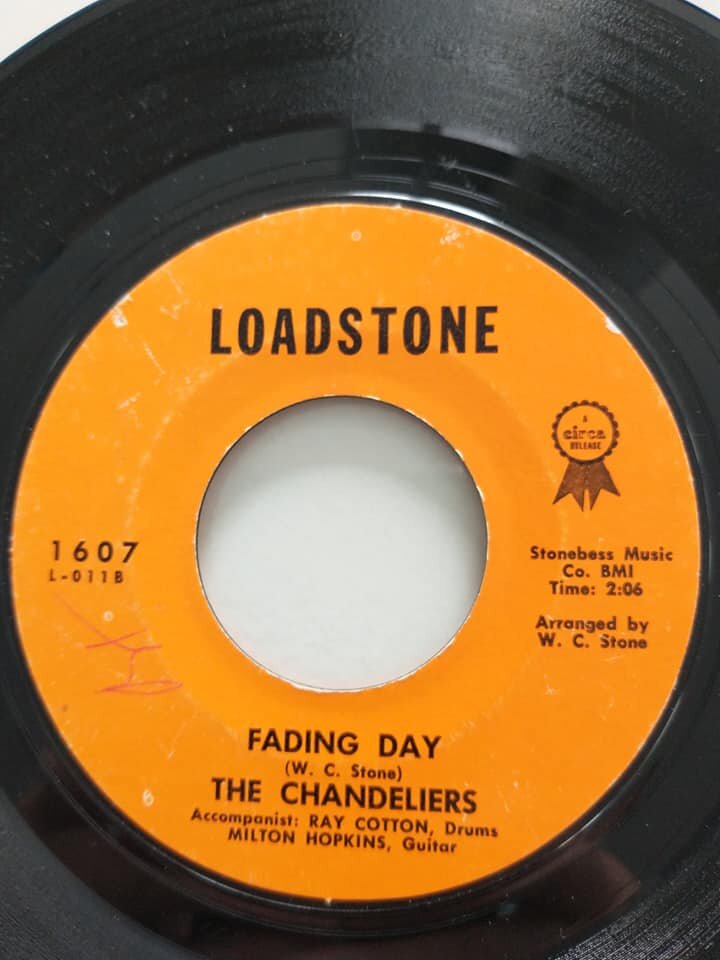 LOADSTONE
A
circa
RELEASE
1607
L-011B
Stonebess Music
Co. BMI
Time: 2:06
Arranged by
W. C. Stone
FADING DAY
(W. C. Stone)
THE CHANDELIERS
Accompanist: RAY COTTON, Drums
MILTON HOPKINS, Guitar